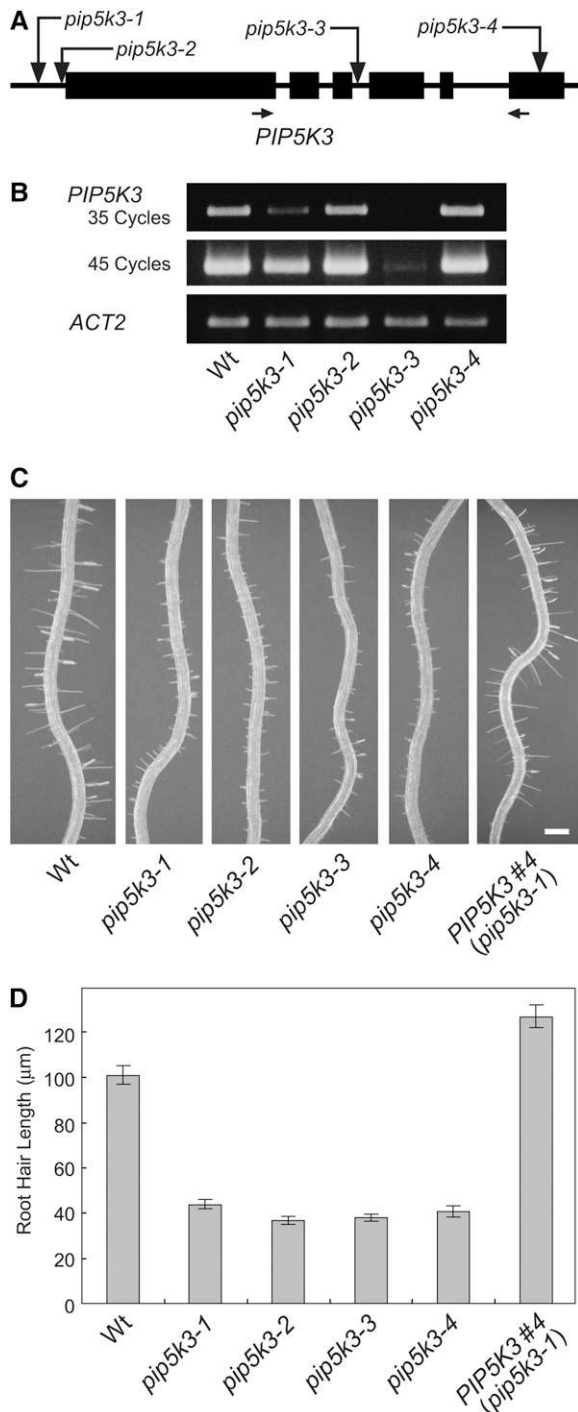 A
pip5k3-1
pip5k3-2
pip5k3-3
pip5k3-4
PIP5K3
B
PIP5K3
35 Cycles
45 Cycles
ACT2
Wt
pip5k3-1
pip5k3-2
pip5k3-3
pip5k3-4
C
Wt
pip5k3-1
pip5k3-2
pip5k3-3
pip5k3-4
PIP5K3 #4
(pip5k3-1)
D
Root Hair Length (μm)
120
100
80
60
40
20
0
Wt
pip5k3-1
pip5k3-2
pip5k3-3
pip5k3-4
PIP5K3 #4
(pip5k3-1)